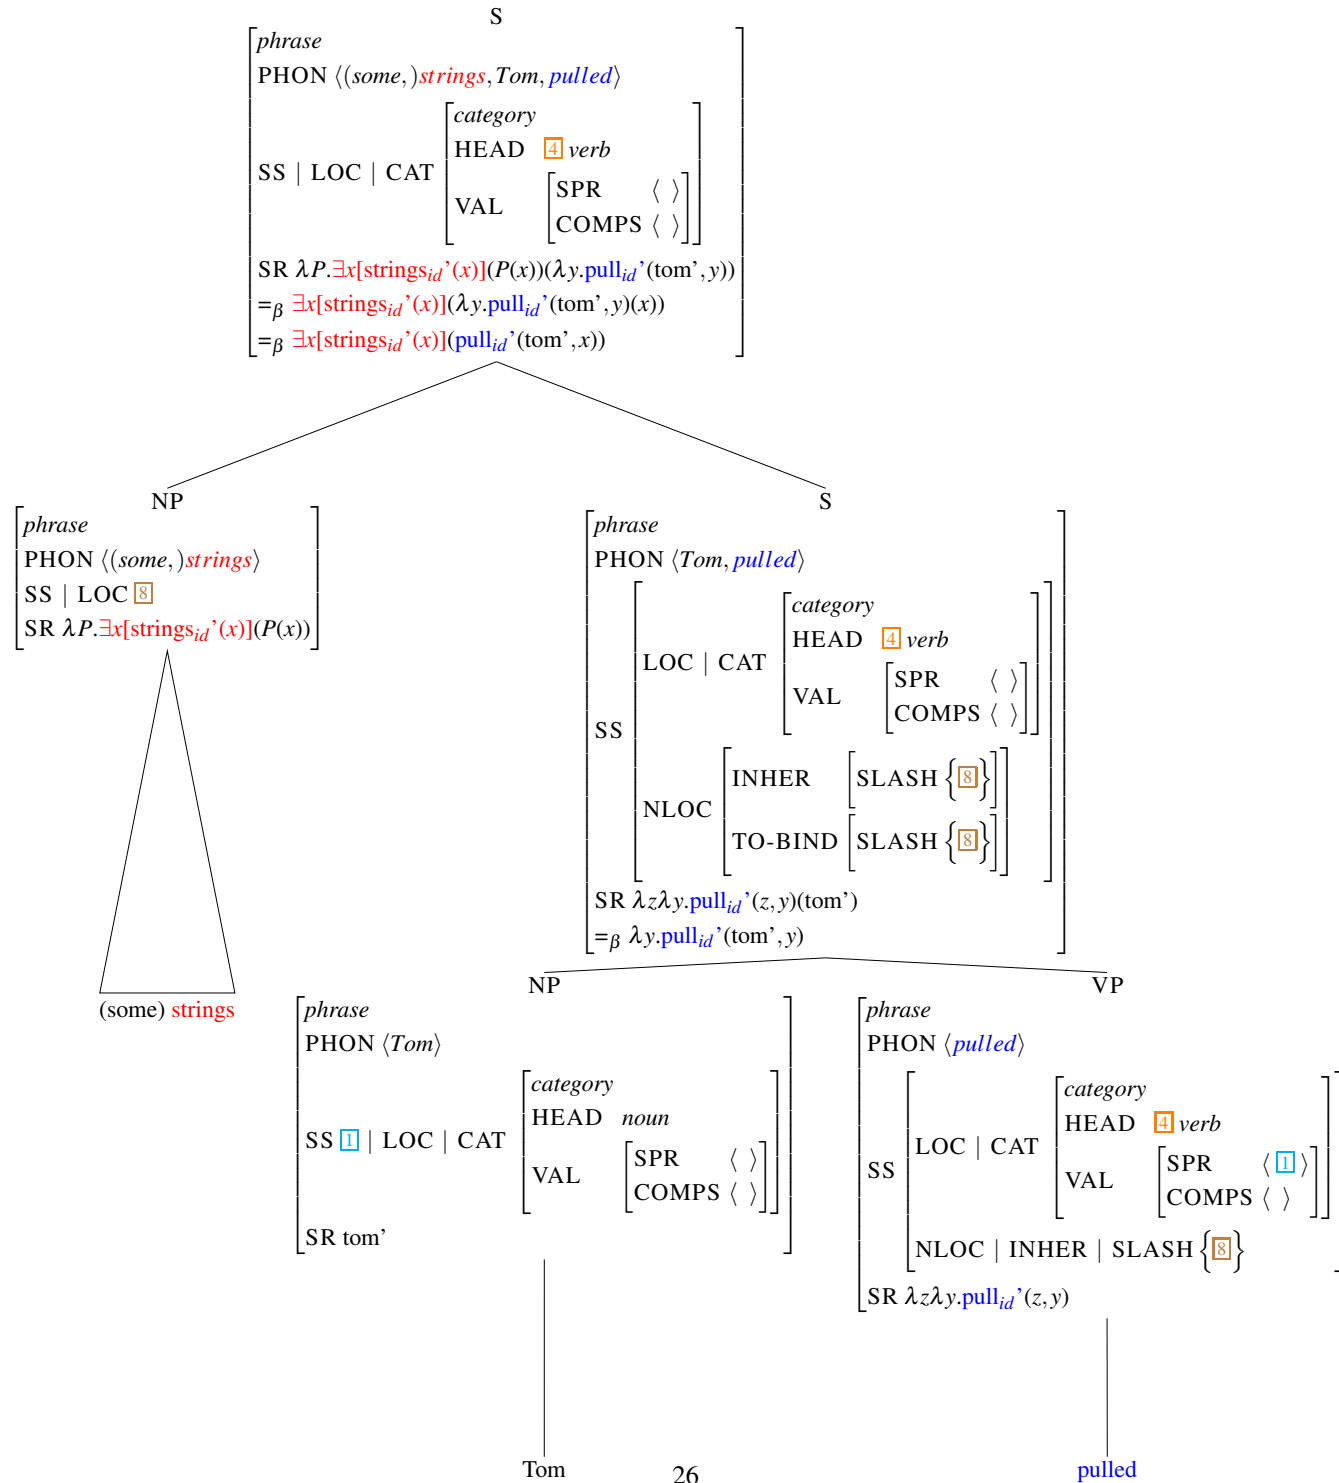 S
phrase
PHON ⟨(some,)strings, Tom, pulled⟩
SS | LOC | CAT
category
HEAD 4 verb
VAL
SPR ⟨ ⟩
COMPS ⟨ ⟩
SR λP.∃x[strings_id’(x)](P(x))(λy.pull_id’(tom’, y))
=β ∃x[strings_id’(x)](λy.pull_id’(tom’, y)(x))
=β ∃x[strings_id’(x)](pull_id’(tom’, x))
NP
phrase
PHON ⟨(some,)strings⟩
SS | LOC 8
SR λP.∃x[strings_id’(x)](P(x))
(some) strings
S
phrase
PHON ⟨Tom, pulled⟩
SS
LOC | CAT
category
HEAD 4 verb
VAL
SPR ⟨ ⟩
COMPS ⟨ ⟩
NLOC
INHER [SLASH {8}]
TO-BIND [SLASH {8}]
SR λzλy.pull_id’(z, y)(tom’)
=β λy.pull_id’(tom’, y)
NP
phrase
PHON ⟨Tom⟩
SS 1 | LOC | CAT
category
HEAD noun
VAL
SPR ⟨ ⟩
COMPS ⟨ ⟩
SR tom’
Tom
VP
phrase
PHON ⟨pulled⟩
SS
LOC | CAT
category
HEAD 4 verb
VAL
SPR ⟨ 1 ⟩
COMPS ⟨ ⟩
NLOC | INHER | SLASH {8}
SR λzλy.pull_id’(z, y)
pulled
26